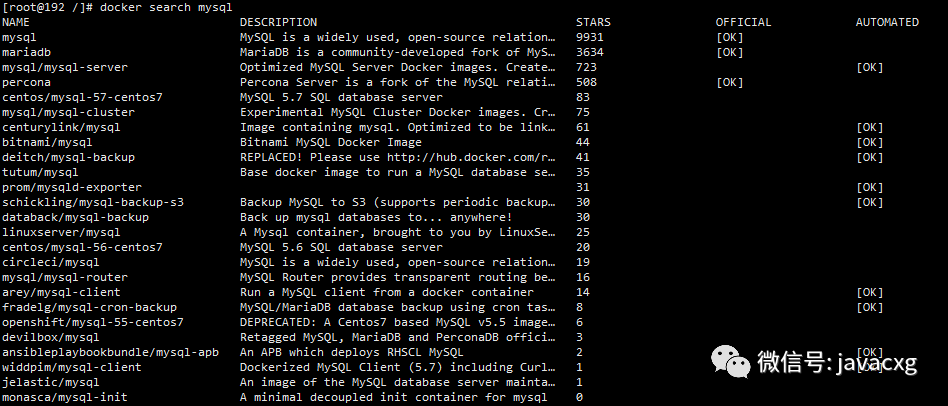 [root@192 /]# docker search mysql
NAME DESCRIPTION STARS OFFICIAL AUTOMATED
mysql MySQL is a widely used, open-source relation… 9931 [OK]
mariadb MariaDB is a community-developed fork of MyS… 3634 [OK]
mysql/mysql-server Optimized MySQL Server Docker images. Create… 723 [OK]
percona Percona Server is a fork of the MySQL relati… 508 [OK]
centos/mysql-57-centos7 MySQL 5.7 SQL database server 83
mysql/mysql-cluster Experimental MySQL Cluster Docker images. Cr… 75
centurylink/mysql Image containing mysql. Optimized to be link… 61 [OK]
bitnami/mysql Bitnami MySQL Docker Image 44 [OK]
deitch/mysql-backup REPLACED! Please use http://hub.docker.com/r… 41 [OK]
tutum/mysql Base docker image to run a MySQL database se… 35
prom/mysqld-exporter 31 [OK]
schickling/mysql-backup-s3 Backup MySQL to S3 (supports periodic backup… 30 [OK]
databack/mysql-backup Back up mysql databases to... anywhere! 30
linuxserver/mysql A Mysql container, brought to you by LinuxSe… 25
centos/mysql-56-centos7 MySQL 5.6 SQL database server 20
circleci/mysql MySQL is a widely used, open-source relation… 19
mysql/mysql-router MySQL Router provides transparent routing be… 16
arey/mysql-client Run a MySQL client from a docker container 14 [OK]
fradelg/mysql-cron-backup MySQL/MariaDB database backup using cron tas… 8 [OK]
openshift/mysql-55-centos7 DEPRECATED: A Centos7 based MySQL v5.5 image… 6
devilbox/mysql Retagged MySQL, MariaDB and PerconaDB offici… 3
ansibleplaybookbundle/mysql-apb An APB which deploys RHSCL MySQL 2 [OK]
widdpim/mysql-client Dockerized MySQL Client (5.7) including Curl… 1 [OK]
jelastic/mysql An image of the MySQL database server mainta… 1
monasca/mysql-init A minimal decoupled init container for mysql 0
微信号: javacxg